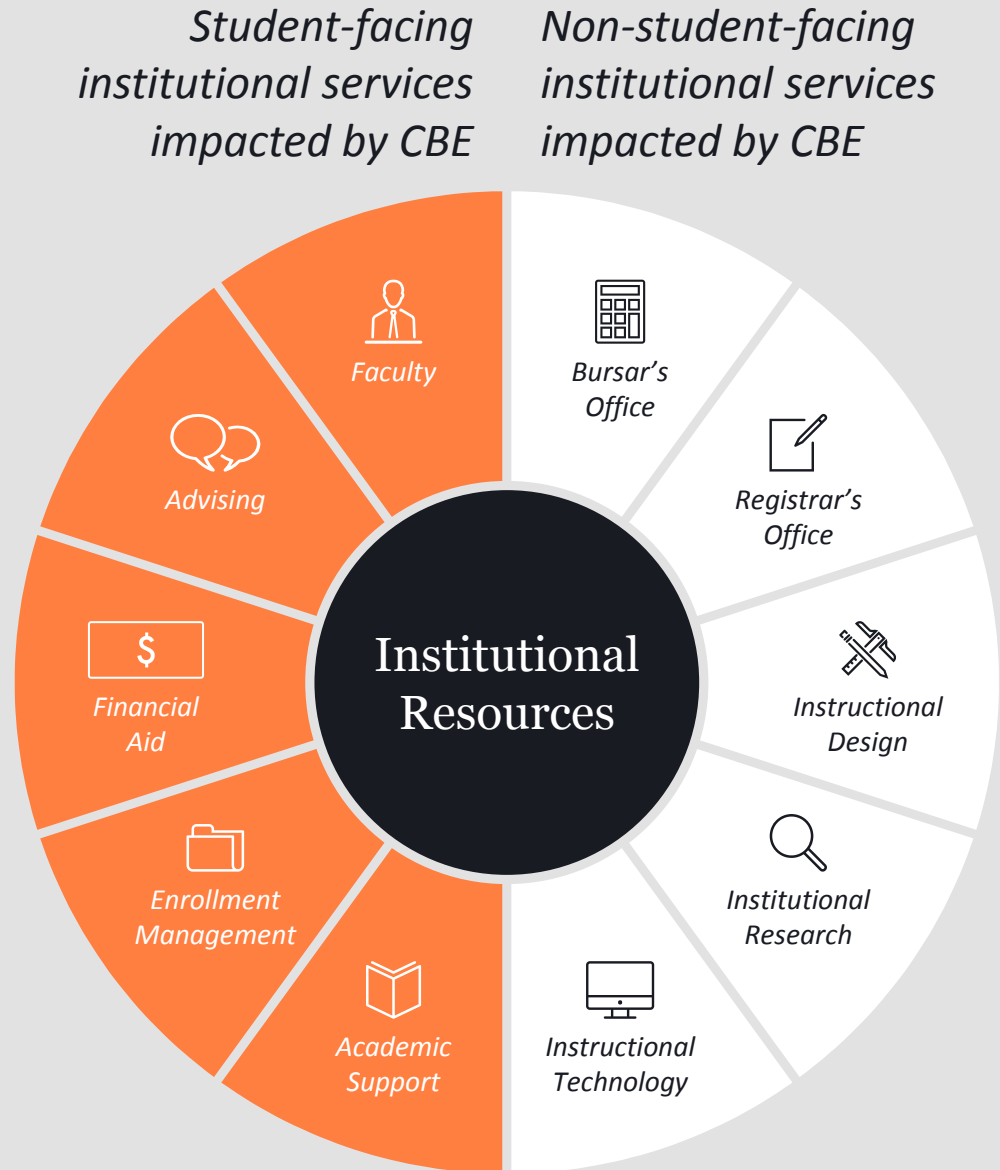 Student-facing
institutional services
impacted by CBE
Non-student-facing
institutional services
impacted by CBE
Faculty
Advising
$
Financial
Aid
Enrollment
Management
Academic
Support
Bursar’s
Office
Registrar’s
Office
Instructional
Design
Institutional
Research
Instructional
Technology
Institutional
Resources